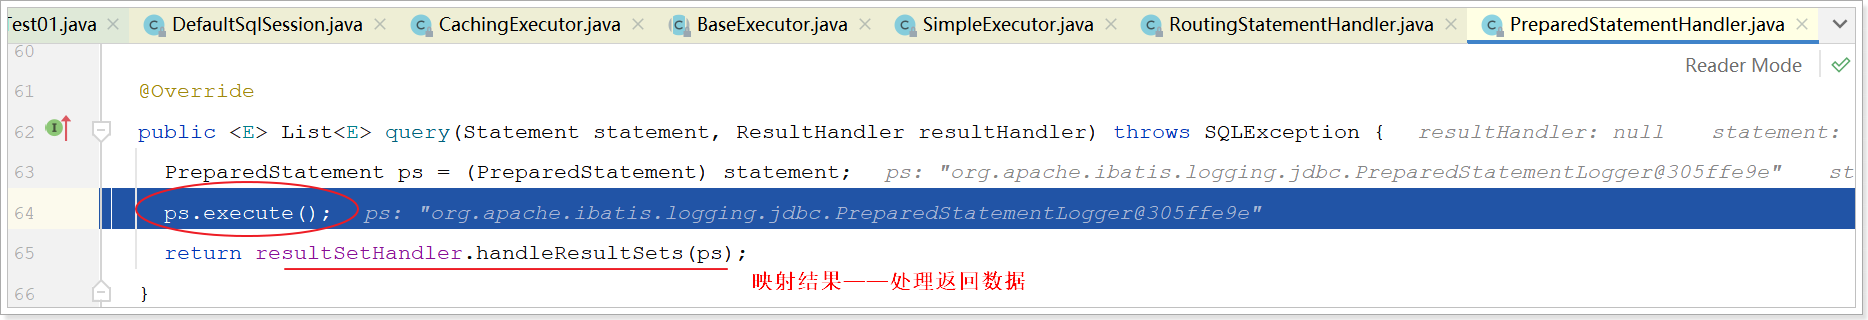 Test01.java DefaultSqlSession.java CachingExecutor.java BaseExecutor.java SimpleExecutor.java RoutingStatementHandler.java PreparedStatementHandler.java
60
Reader Mode
61 @Override
62 public <E> List<E> query(Statement statement, ResultHandler resultHandler) throws SQLException { resultHandler: null statement:
63 PreparedStatement ps = (PreparedStatement) statement; ps: "org.apache.ibatis.logging.jdbc.PreparedStatementLogger@305ffe9e" st
64 ps.execute(); ps: "org.apache.ibatis.logging.jdbc.PreparedStatementLogger@305ffe9e"
65 return resultSetHandler.handleResultSets(ps);
映射结果——处理返回数据
66 }